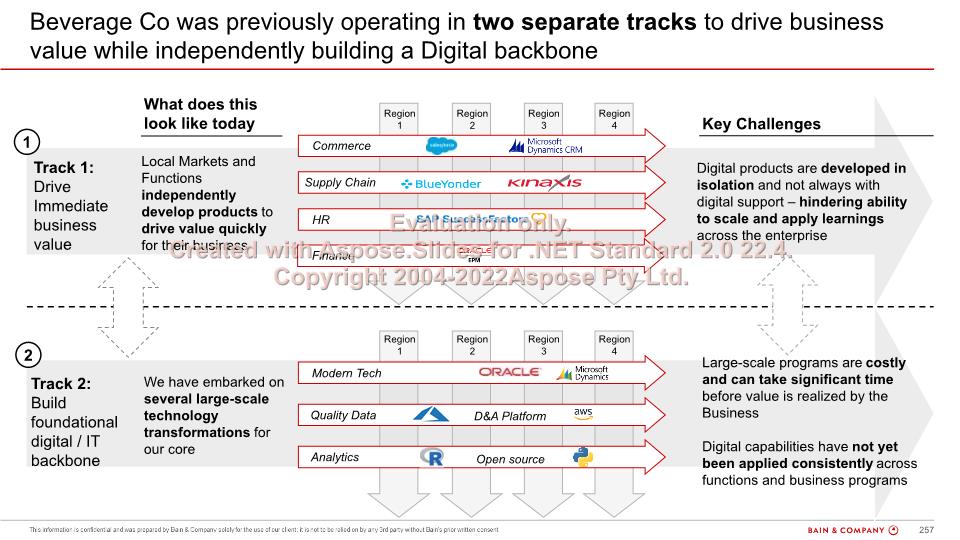 Beverage Co was previously operating in two separate tracks to drive business
value while independently building a Digital backbone
What does this
look like today
Key Challenges
1
Track 1:
Drive
Immediate
business
value
Local Markets and
Functions
independently
develop products to
drive value quickly
for their business
Region
1
Region
2
Region
3
Region
4
Commerce
salesforce
Microsoft
Dynamics CRM
Supply Chain
BlueYonder
KINAXIS
HR
SAP SuccessFactors
Finance
ORACLE
EPM
Digital products are developed in
isolation and not always with
digital support – hindering ability
to scale and apply learnings
across the enterprise
Evaluation only.
Created with Aspose.Slides for .NET Standard 2.0 22.4.
Copyright 2004-2022Aspose Pty Ltd.
2
Track 2:
Build
foundational
digital / IT
backbone
We have embarked on
several large-scale
technology
transformations for
our core
Region
1
Region
2
Region
3
Region
4
Modern Tech
ORACLE
Microsoft
Dynamics
Quality Data
D&A Platform
aws
Analytics
R
Open source
Large-scale programs are costly
and can take significant time
before value is realized by the
Business
Digital capabilities have not yet
been applied consistently across
functions and business programs
This information is confidential and was prepared by Bain & Company solely for the use of our client; it is not to be relied on by any 3rd party without Bain's prior written consent
BAIN & COMPANY
257